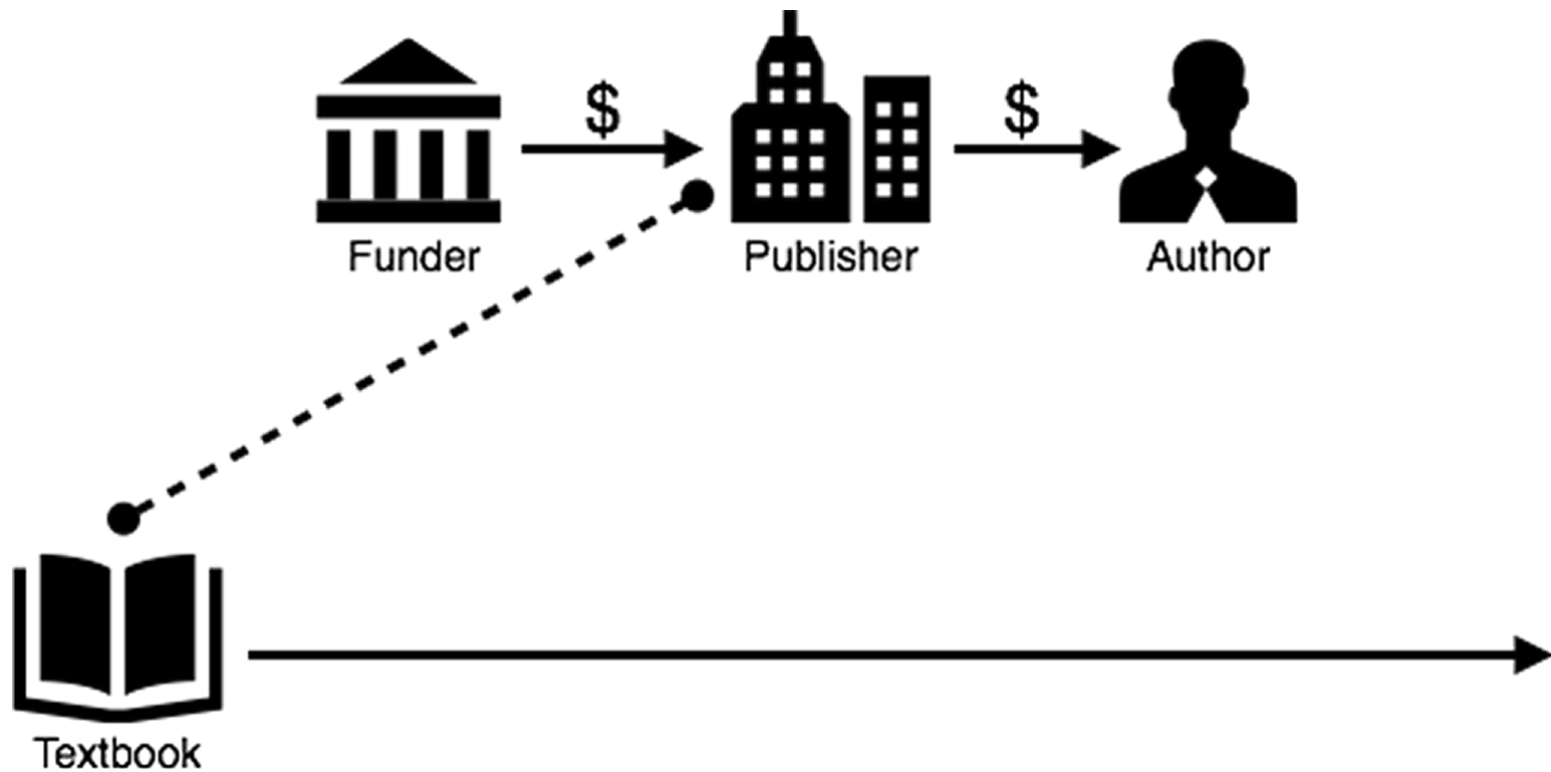 $
$
Funder
Publisher
Author
Textbook